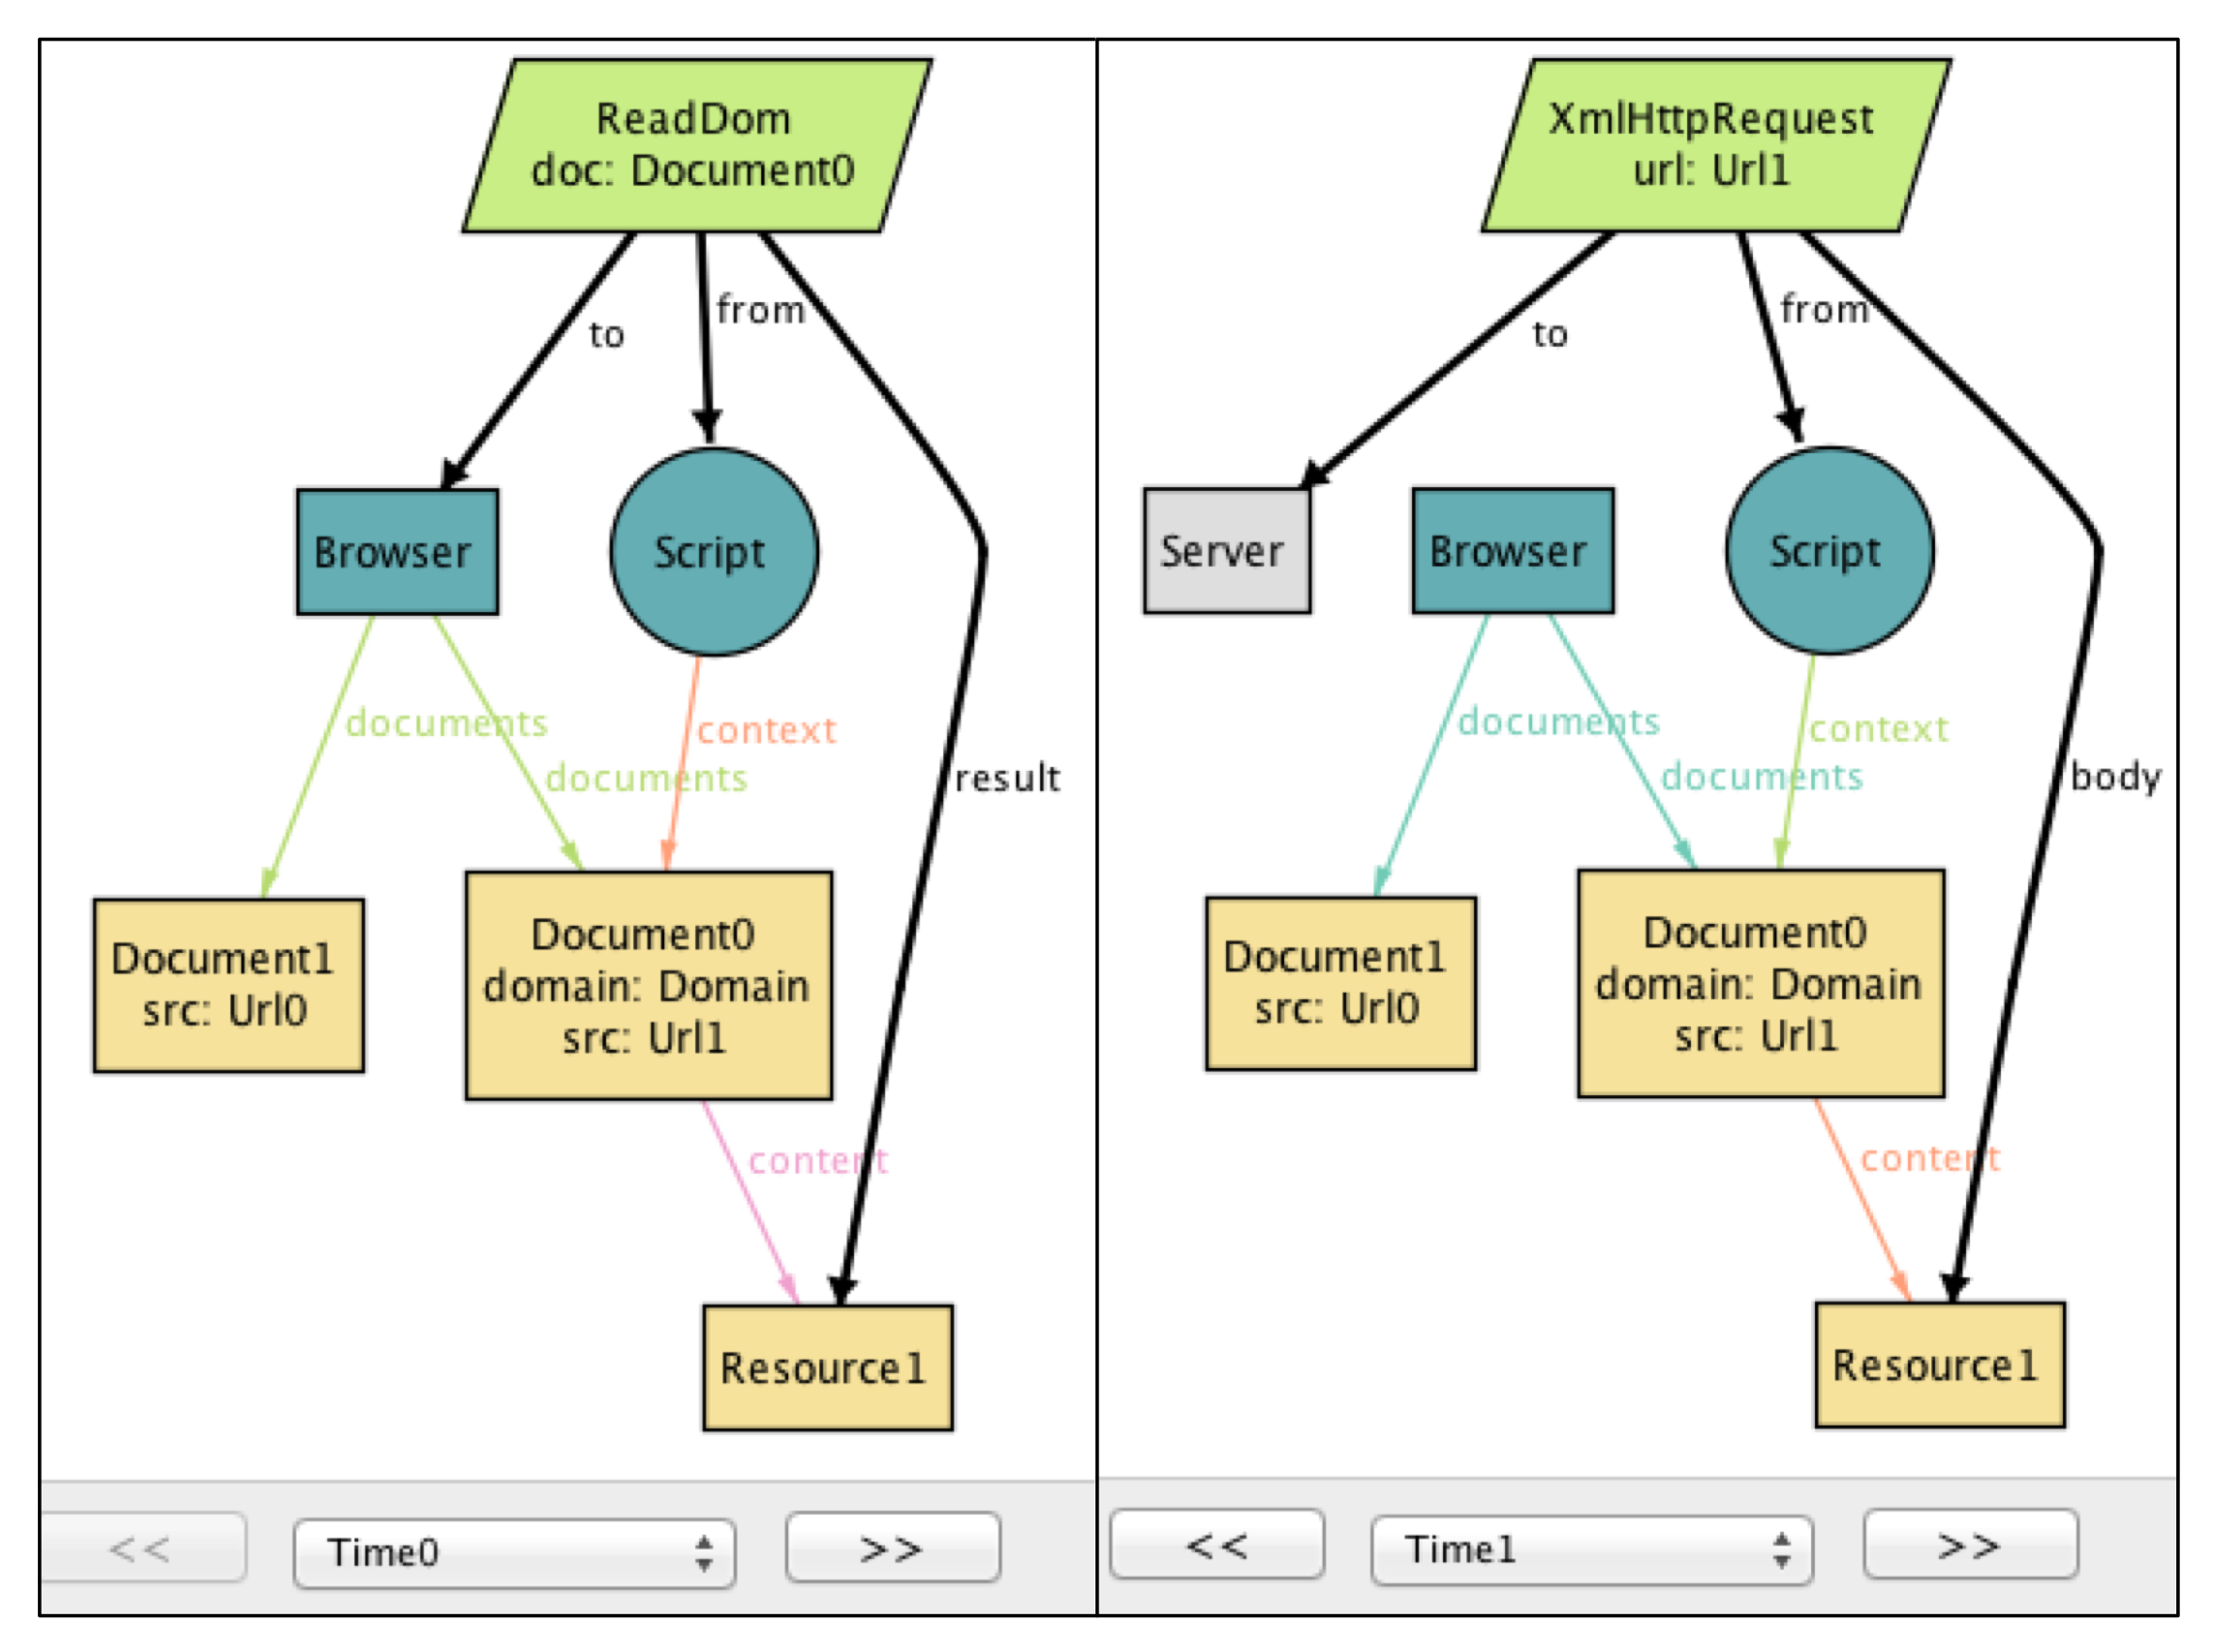 ReadDom
doc: Document0
to
from
Browser
Script
documents
context
documents
result
Document1
src: Url0
Document0
domain: Domain
src: Url1
content
Resource1
<<
Time0
>>
XmlHttpRequest
url: Url1
to
from
Server
Browser
Script
documents
context
documents
body
Document1
src: Url0
Document0
domain: Domain
src: Url1
content
Resource1
<<
Time1
>>